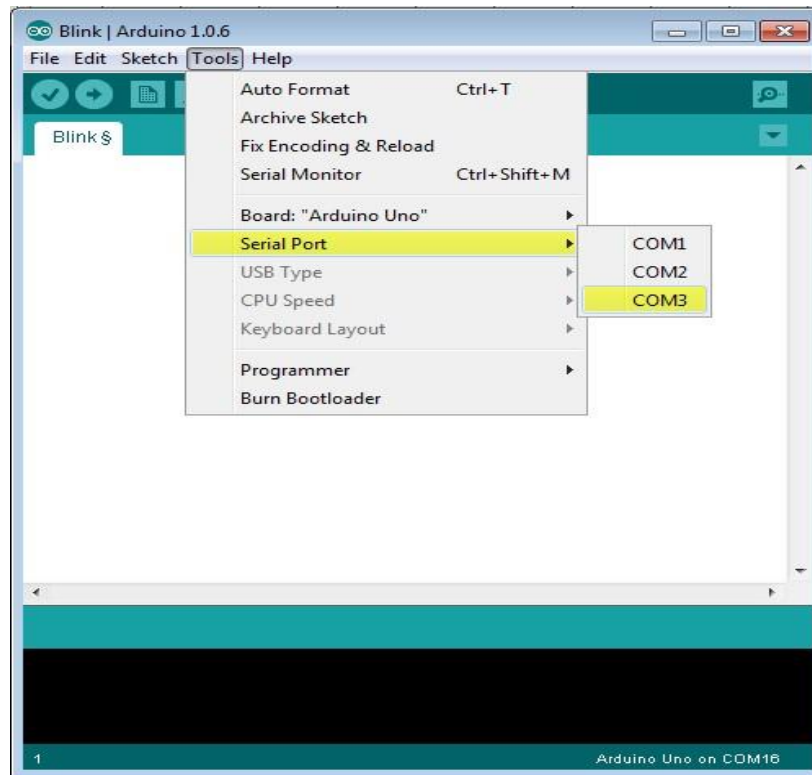 Blink | Arduino 1.0.6
File Edit Sketch Tools Help
Auto Format Ctrl+T
Archive Sketch
Fix Encoding & Reload
Serial Monitor Ctrl+Shift+M
Blink §
Board: "Arduino Uno"
Serial Port
USB Type
CPU Speed
Keyboard Layout
Programmer
Burn Bootloader
COM1
COM2
COM3
1 Arduino Uno on COM16